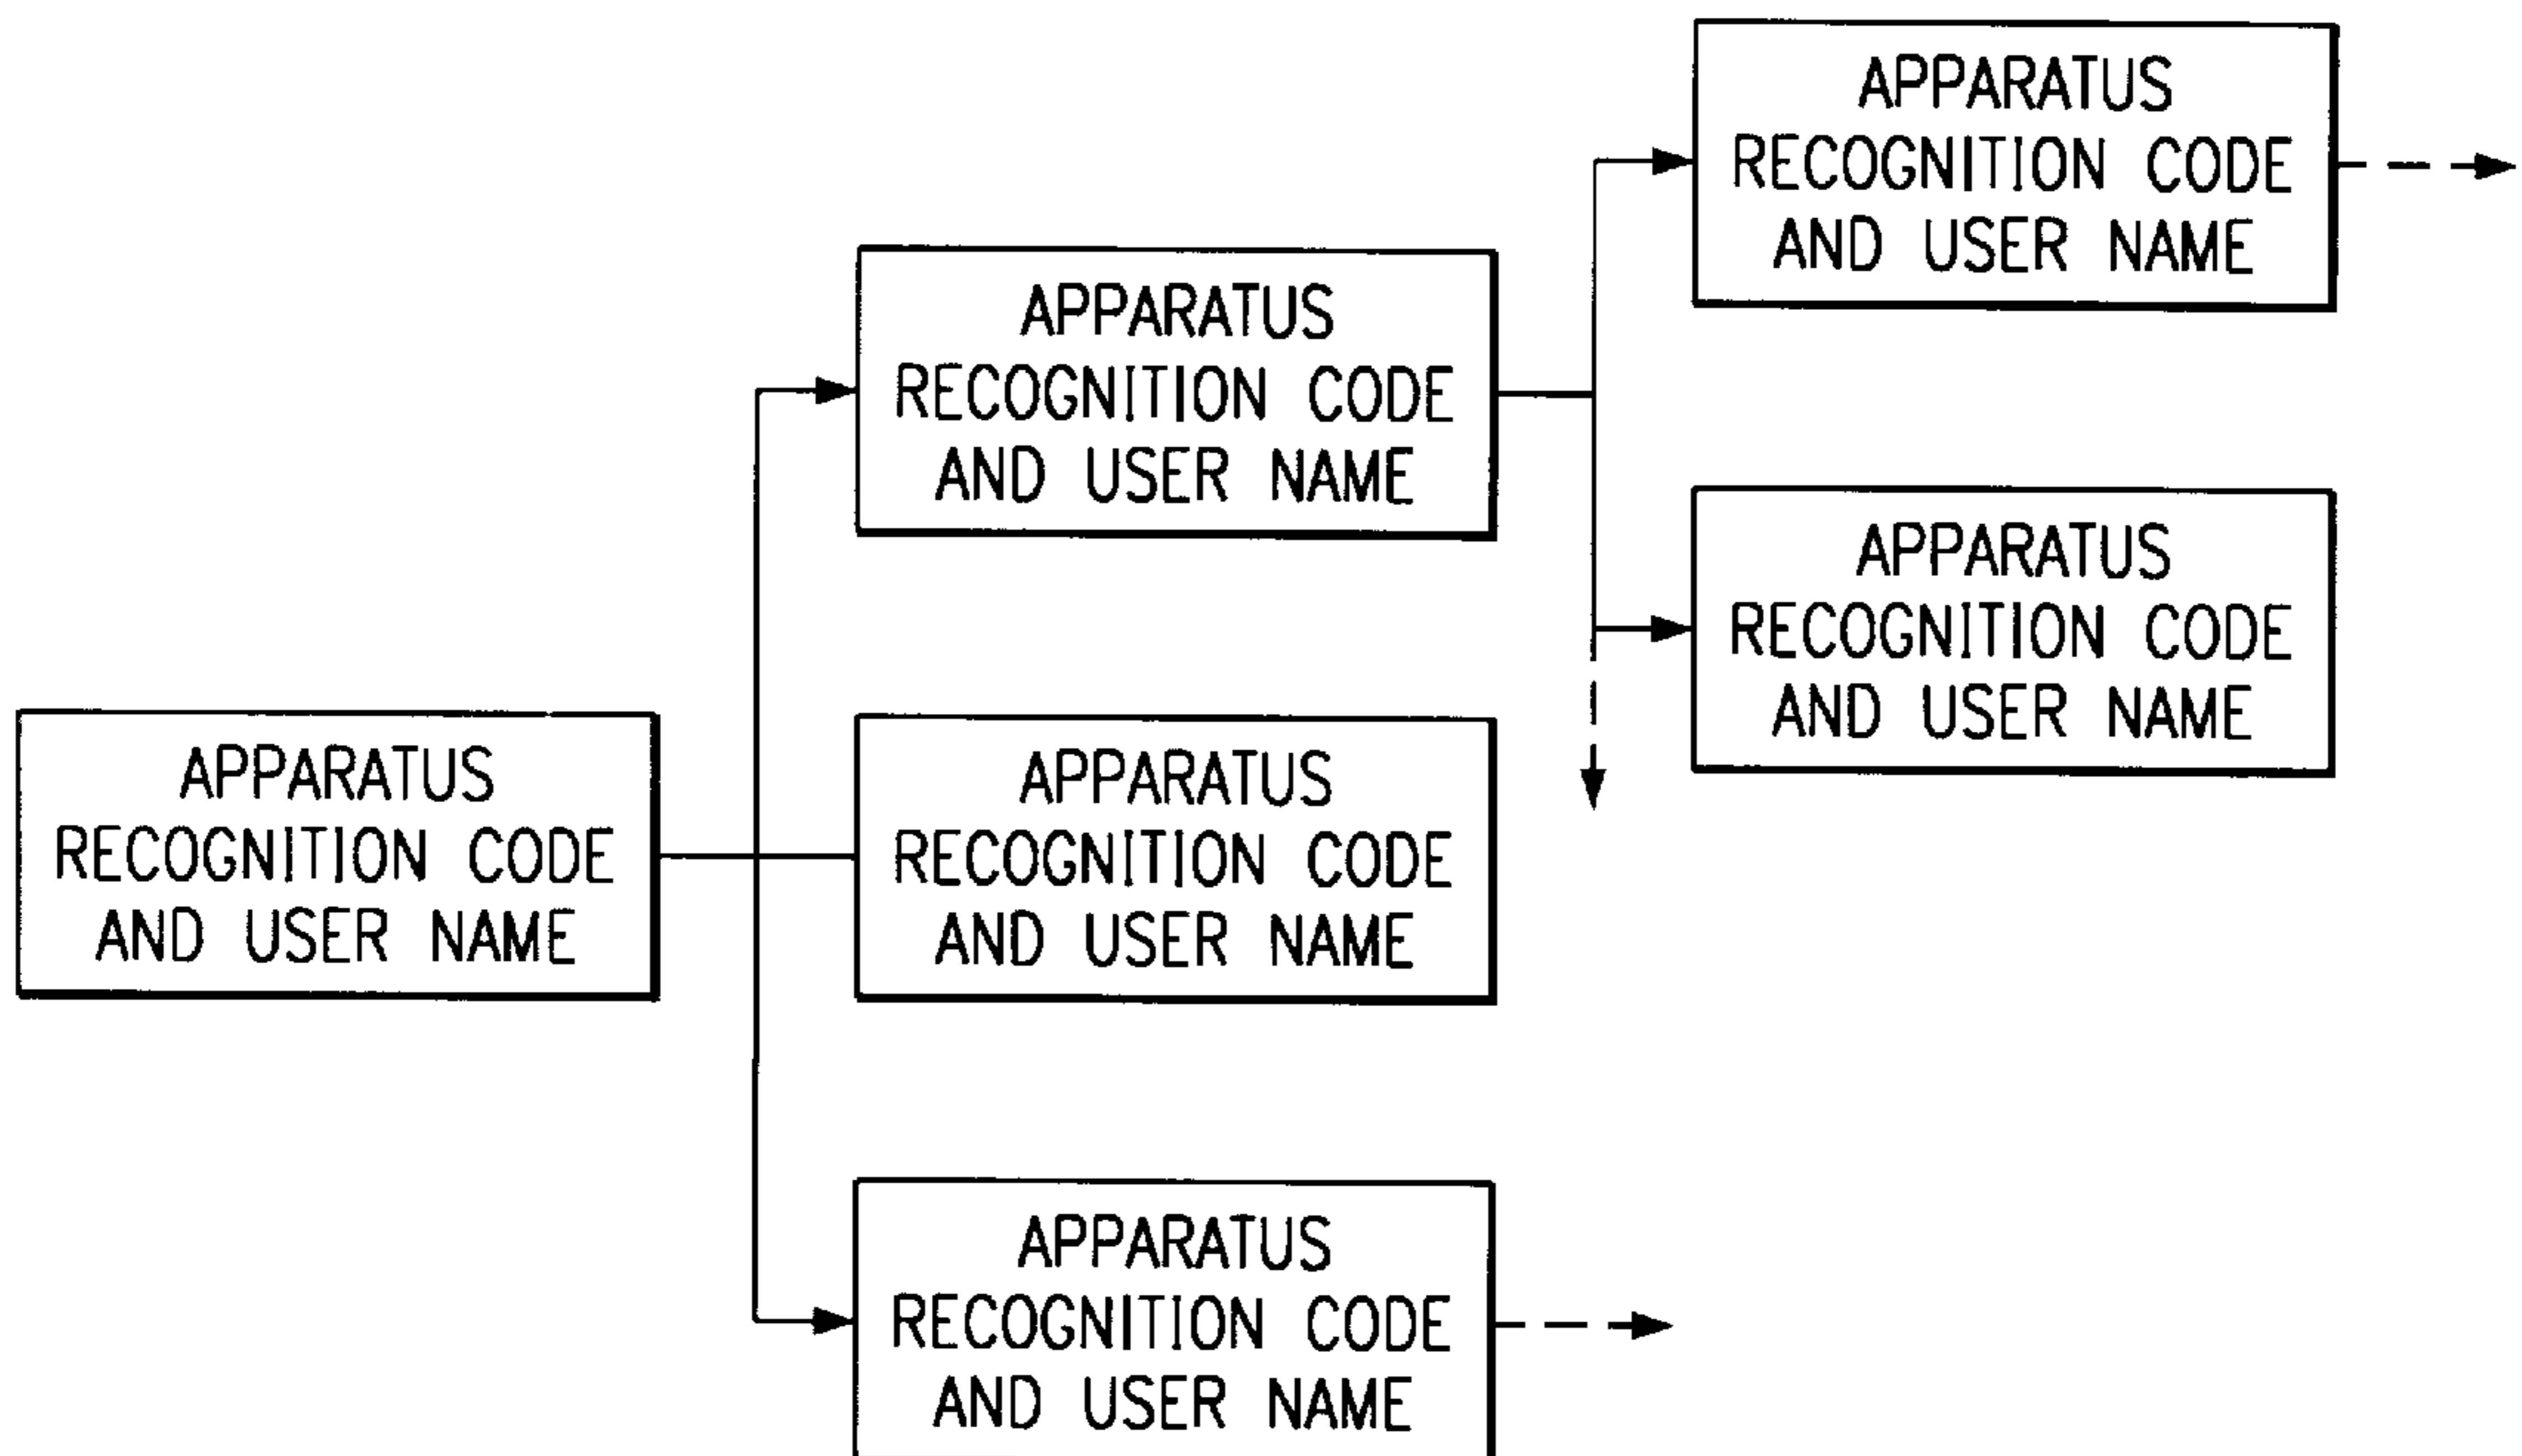 APPARATUS
RECOGNITION CODE
AND USER NAME
APPARATUS
RECOGNITION CODE
AND USER NAME
APPARATUS
RECOGNITION CODE
AND USER NAME
APPARATUS
RECOGNITION CODE
AND USER NAME
APPARATUS
RECOGNITION CODE
AND USER NAME
APPARATUS
RECOGNITION CODE
AND USER NAME